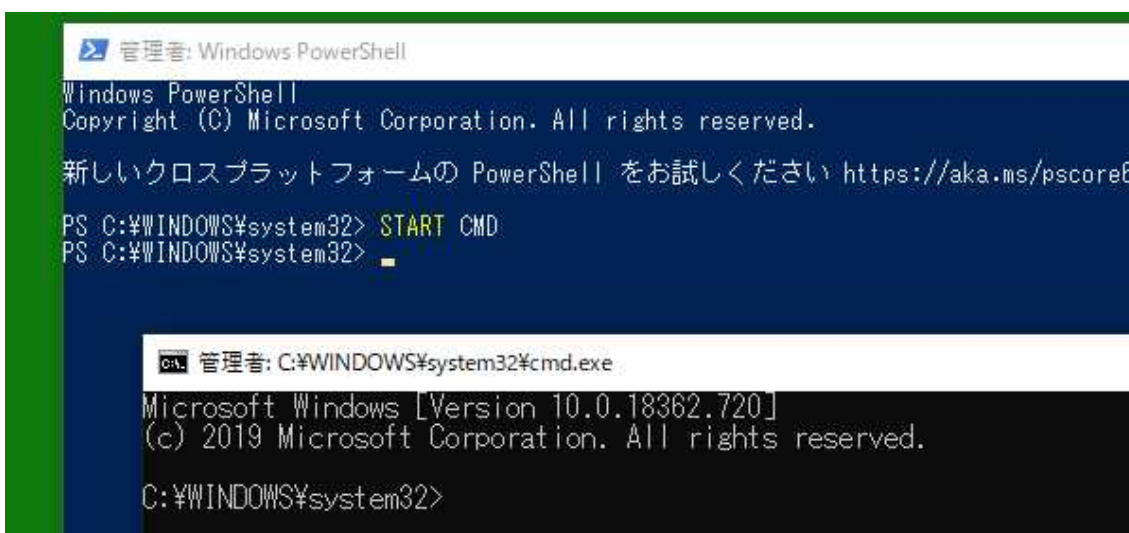 管理者: Windows PowerShell
Windows PowerShell
Copyright (C) Microsoft Corporation. All rights reserved.
新しいクロスプラットフォームの PowerShell をお試しください https://aka.ms/pscore6
PS C:¥WINDOWS¥system32> START CMD
PS C:¥WINDOWS¥system32>
管理者: C:¥WINDOWS¥system32¥cmd.exe
Microsoft Windows [Version 10.0.18362.720]
(c) 2019 Microsoft Corporation. All rights reserved.
C:¥WINDOWS¥system32>